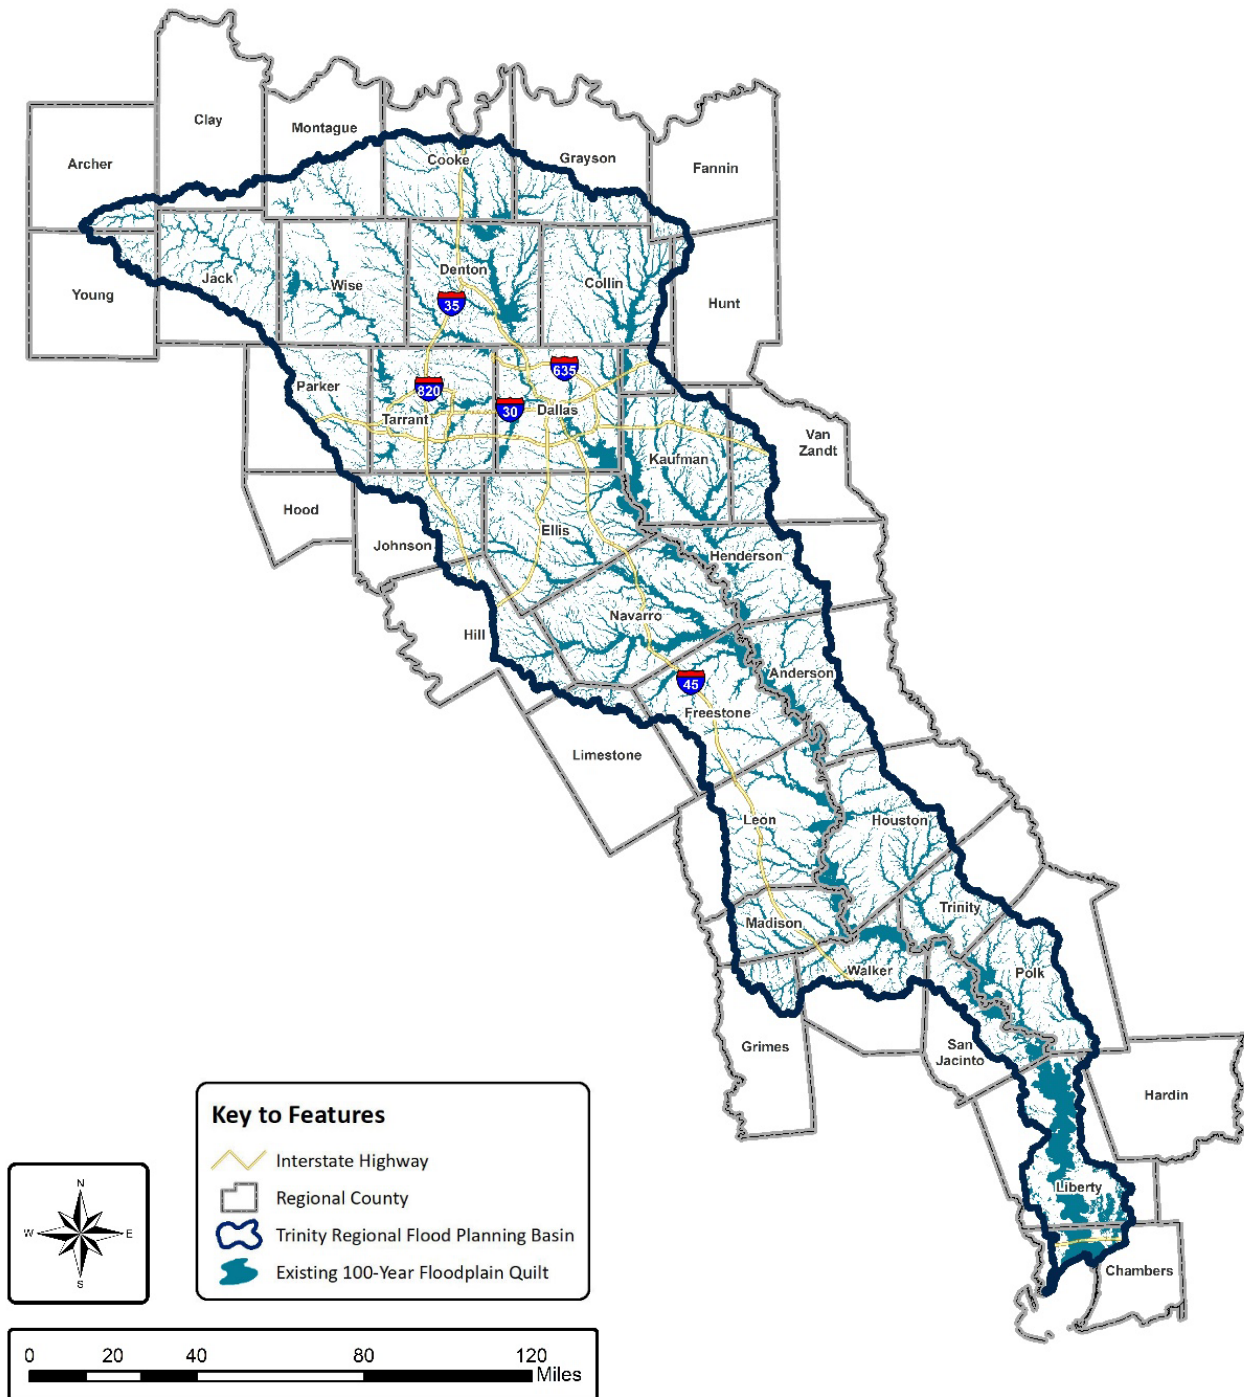 Clay
Montague
Archer
Cooke
Grayson
Fannin
Young
Jack
Wise
Denton
Collin
Hunt
35
Parker
635
820
30
Tarrant
Dallas
Van
Zandt
Kaufman
Hood
Johnson
Ellis
Henderson
Hill
Navarro
Anderson
45
Freestone
Limestone
Leon
Houston
Madison
Trinity
Walker
Polk
Grimes
San
Jacinto
Hardin
Liberty
Chambers
Key to Features
Interstate Highway
Regional County
Trinity Regional Flood Planning Basin
Existing 100-Year Floodplain Quilt
N
W
E
S
0 20 40 80 120
Miles